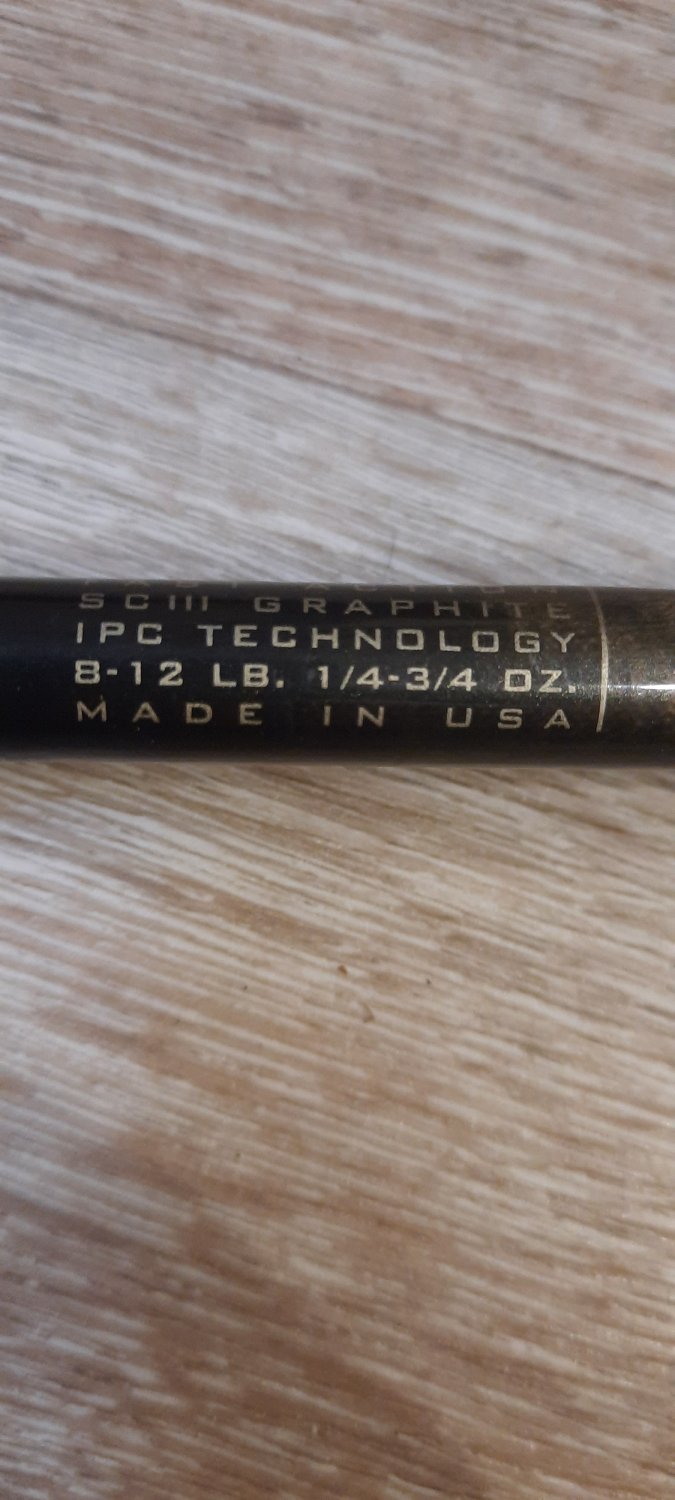 SCIII GRAPHITE
IPC TECHNOLOGY
8-12 LB. 1/4-3/4 OZ.
MADE IN USA